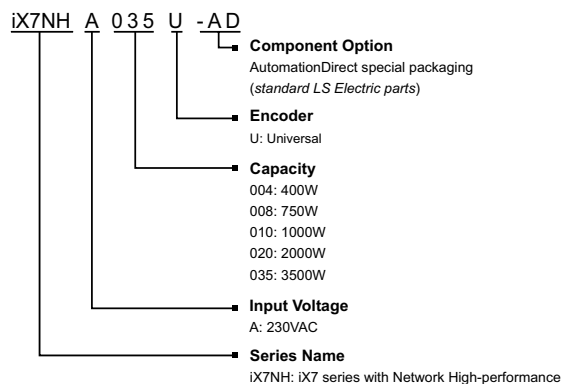 iX7NH A 035 U -AD
Component Option
AutomationDirect special packaging
(standard LS Electric parts)
Encoder
U: Universal
Capacity
004: 400W
008: 750W
010: 1000W
020: 2000W
035: 3500W
Input Voltage
A: 230VAC
Series Name
iX7NH: iX7 series with Network High-performance